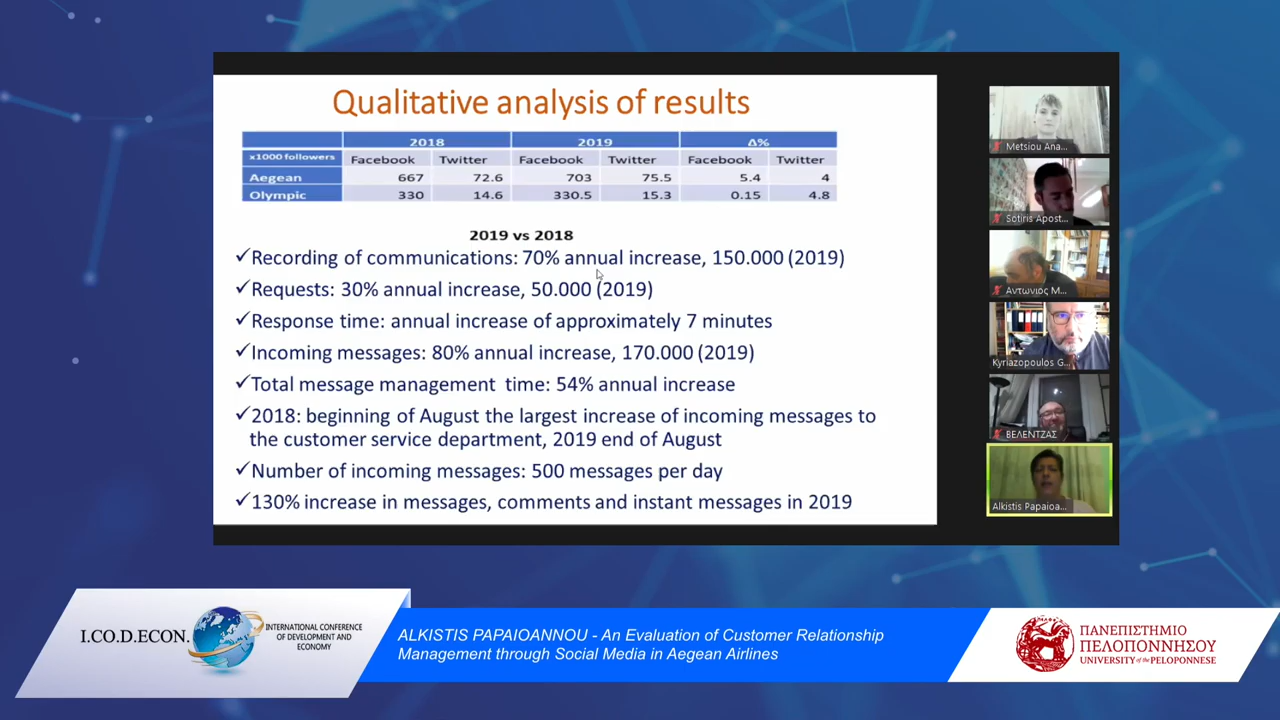 Qualitative analysis of results
2018 2019 Δ%
x1000 followers Facebook Twitter Facebook Twitter Facebook Twitter
Aegean 667 72.6 703 75.5 5.4 4
Olympic 330 14.6 330.5 15.3 0.15 4.8
2019 vs 2018
✓Recording of communications: 70% annual increase, 150.000 (2019)
✓Requests: 30% annual increase, 50.000 (2019)
✓Response time: annual increase of approximately 7 minutes
✓Incoming messages: 80% annual increase, 170.000 (2019)
✓Total message management time: 54% annual increase
✓2018: beginning of August the largest increase of incoming messages to
the customer service department, 2019 end of August
✓Number of incoming messages: 500 messages per day
✓130% increase in messages, comments and instant messages in 2019
Metsiou Ana...
Sotiris Apost...
Αντωνιος Μ...
Kyriazopoulos G...
ΒΕΛΕΝΤΖΑΣ
Alkistis Papaioa...
I.CO.D.ECON.
INTERNATIONAL CONFERENCE
OF DEVELOPMENT AND
ECONOMY
ALKISTIS PAPAIOANNOU - An Evaluation of Customer Relationship
Management through Social Media in Aegean Airlines
ΠΑΝΕΠΙΣΤΗΜΙΟ
ΠΕΛΟΠΟΝΝΗΣΟΥ
UNIVERSITY of the PELOPONNESE